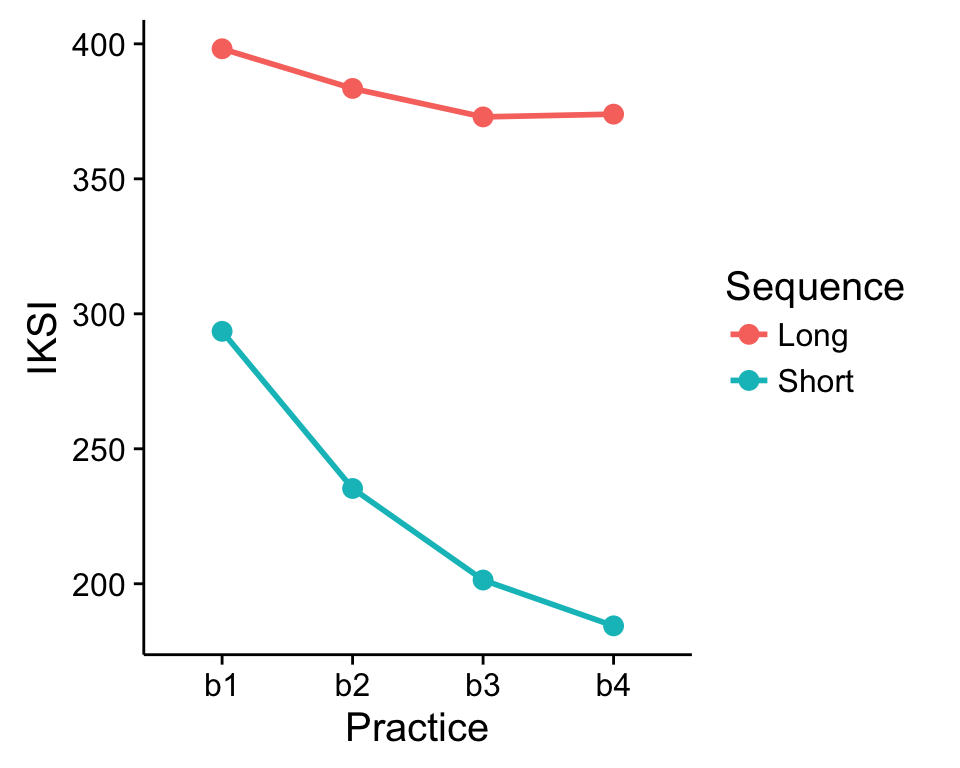 400
350
300
250
200
IKSI
b1 b2 b3 b4
Practice
Sequence
Long
Short